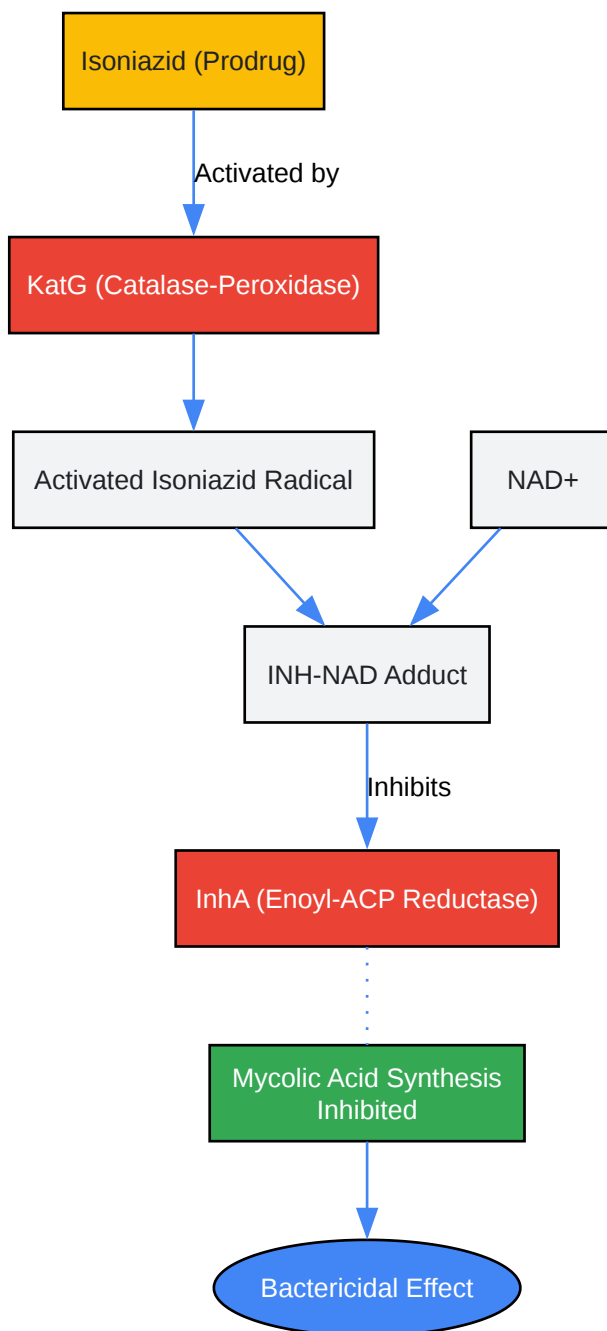 Isoniazid (Prodrug)
Activated by
KatG (Catalase-Peroxidase)
Activated Isoniazid Radical
NAD+
INH-NAD Adduct
Inhibits
InhA (Enoyl-ACP Reductase)
Mycolic Acid Synthesis
Inhibited
Bactericidal Effect